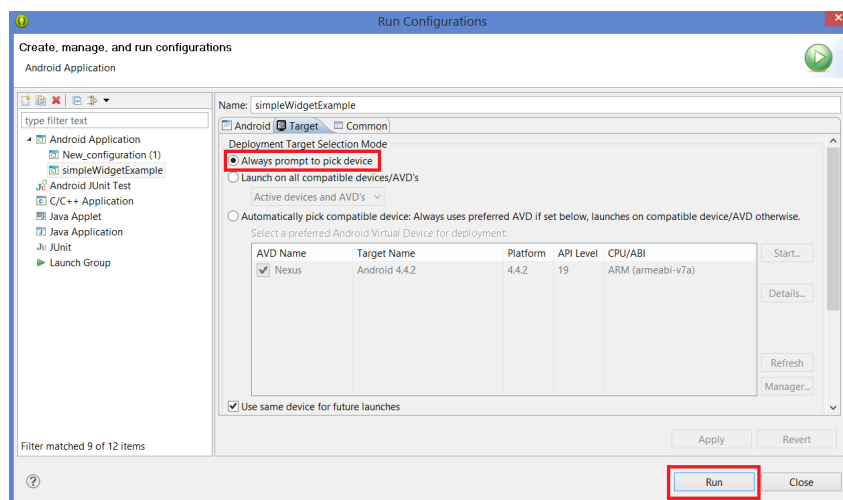 Run Configurations
Create, manage, and run configurations
Android Application
type filter text
Android Application
New_configuration (1)
simpleWidgetExample
Android JUnit Test
C/C++ Application
Java Applet
Java Application
JUnit
Launch Group
Filter matched 9 of 12 items
Name: simpleWidgetExample
Android Target Common
Deployment Target Selection Mode
Always prompt to pick device
Launch on all compatible devices/AVD's
Active devices and AVD's
Automatically pick compatible device: Always uses preferred AVD if set below, launches on compatible device/AVD otherwise.
Select a preferred Android Virtual Device for deployment:
AVD Name Target Name Platform API Level CPU/ABI
Nexus Android 4.4.2 4.4.2 19 ARM (armeabi-v7a)
Start...
Details...
Refresh
Manager...
Use same device for future launches
Apply Revert
Run Close